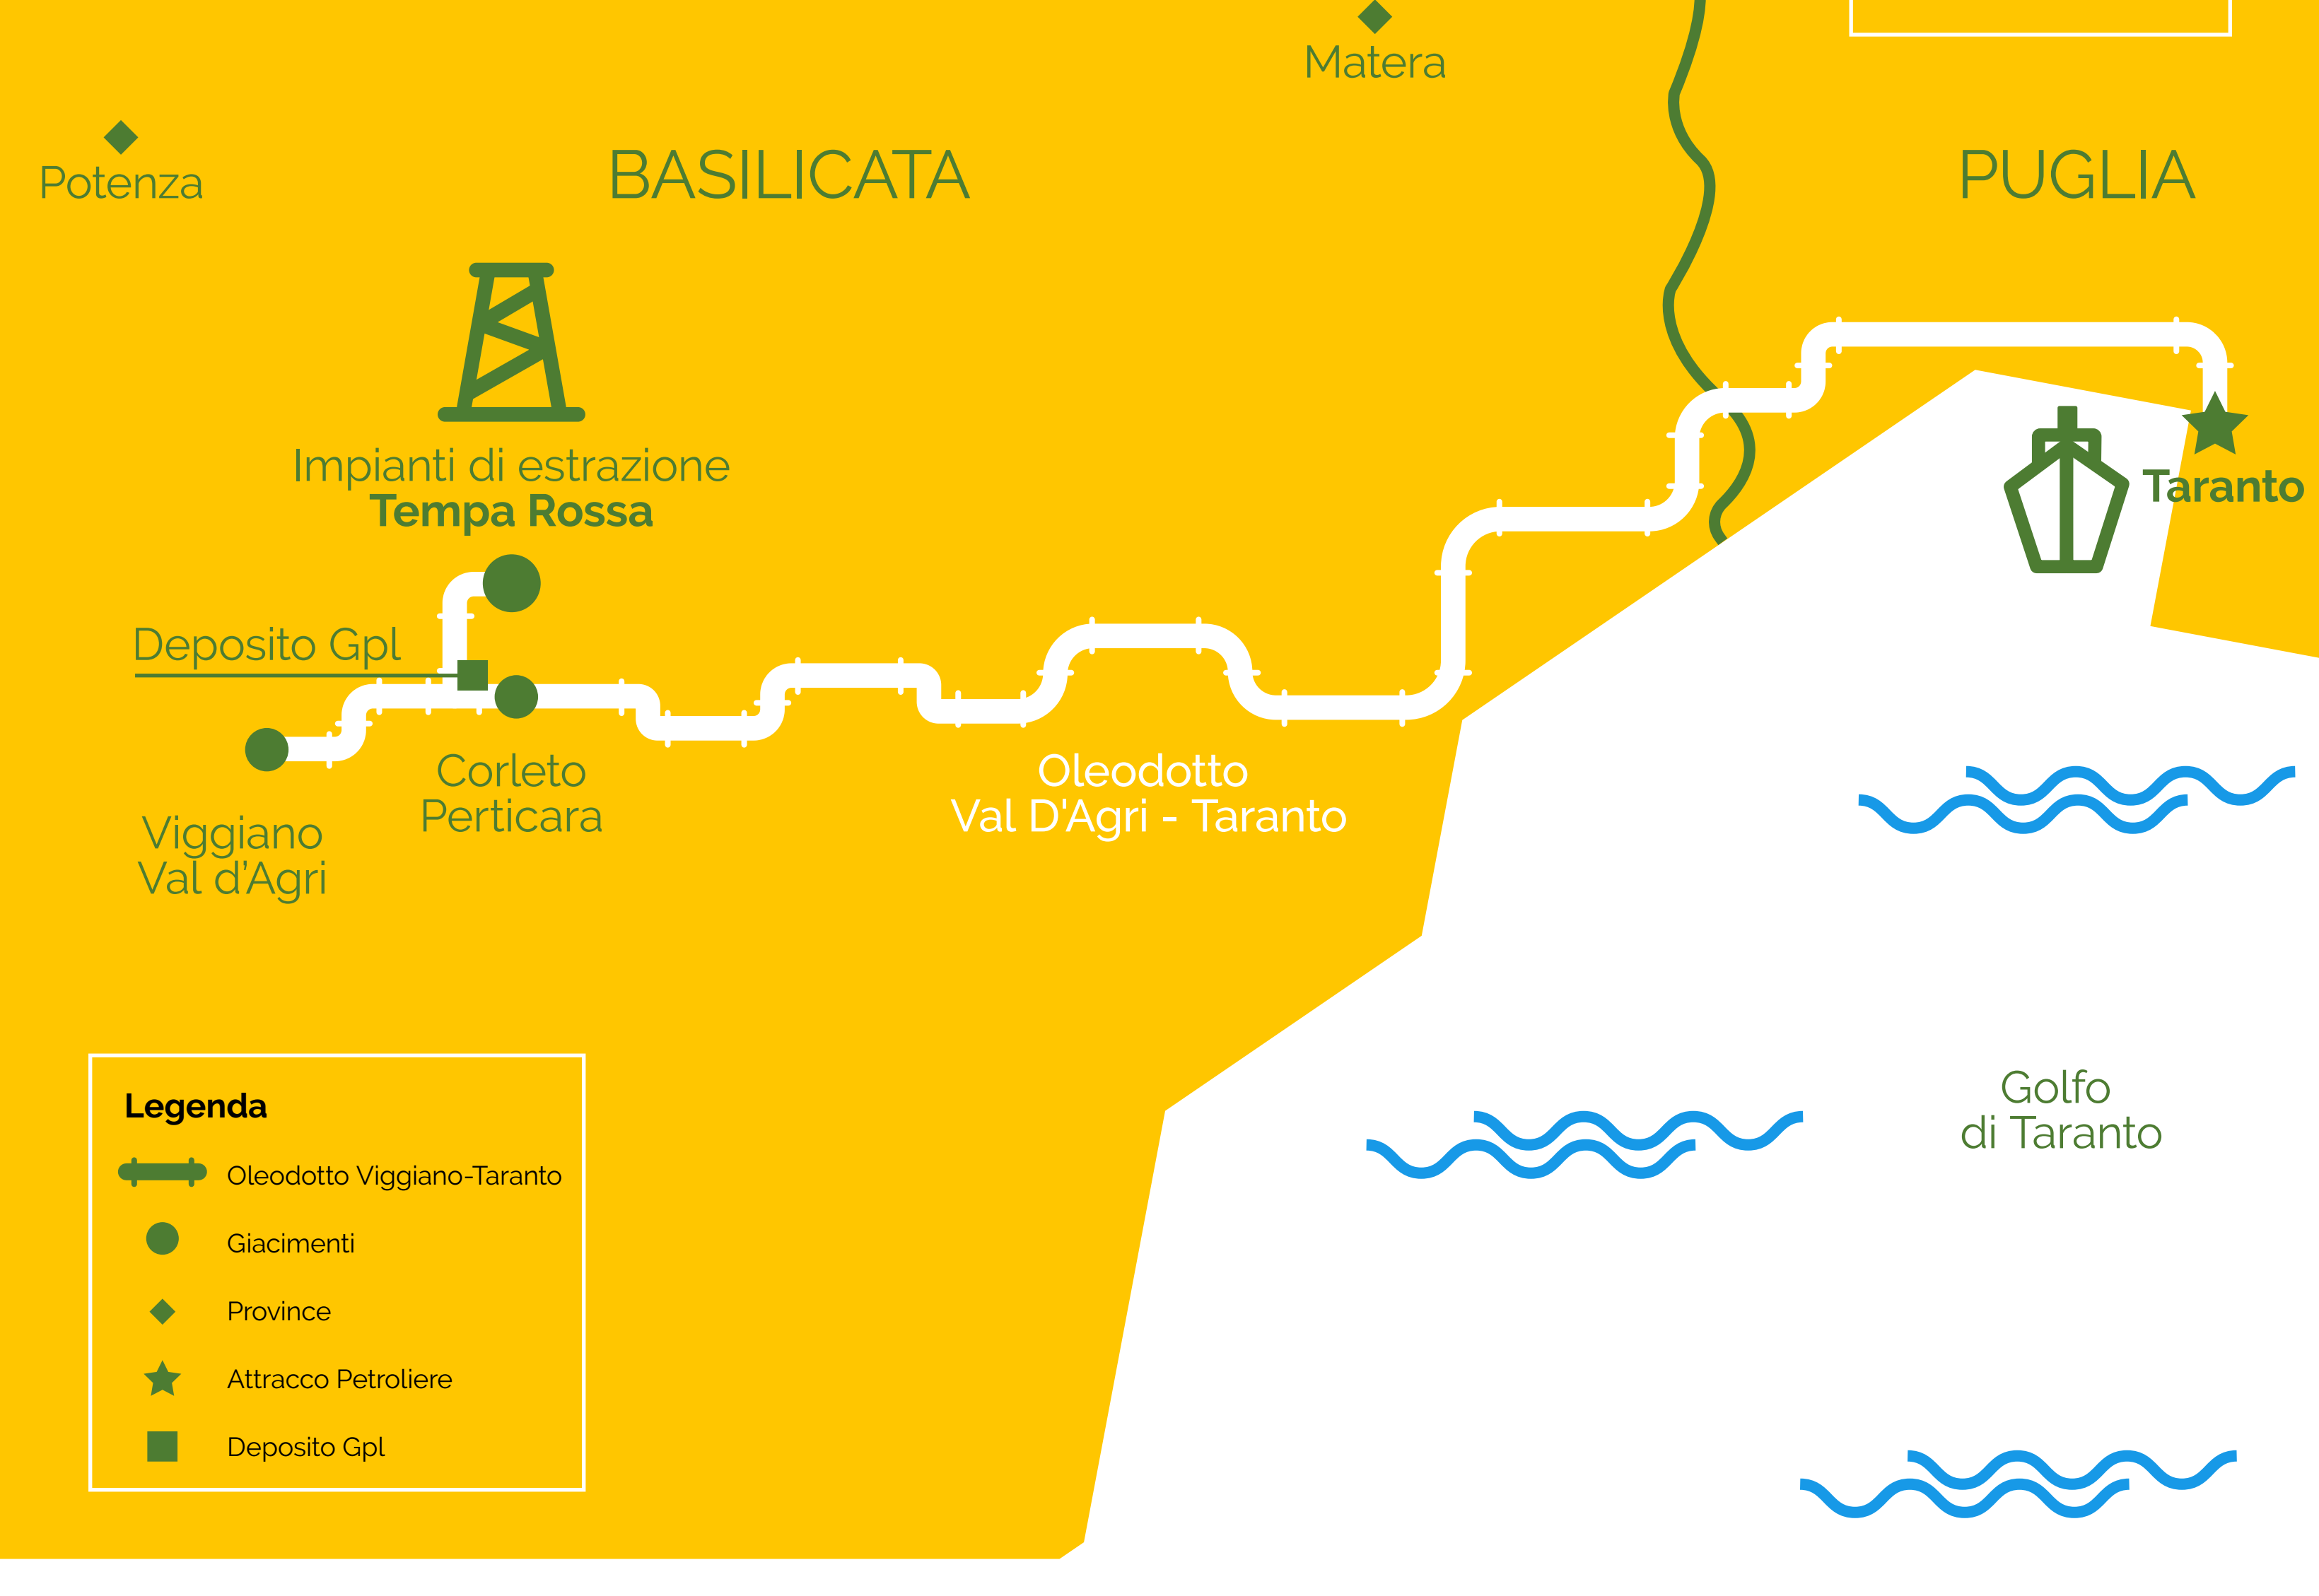 Matera
Potenza
BASILICATA
PUGLIA
Impianti di estrazione
Tempa Rossa
Taranto
Deposito Gpl
Corleto
Perticara
Oleodotto
Val D'Agri - Taranto
Viggiano
Val d'Agri
Golfo
di Taranto
Legenda
Oleodotto Viggiano-Taranto
Giacimenti
Province
Attracco Petroliere
Deposito Gpl